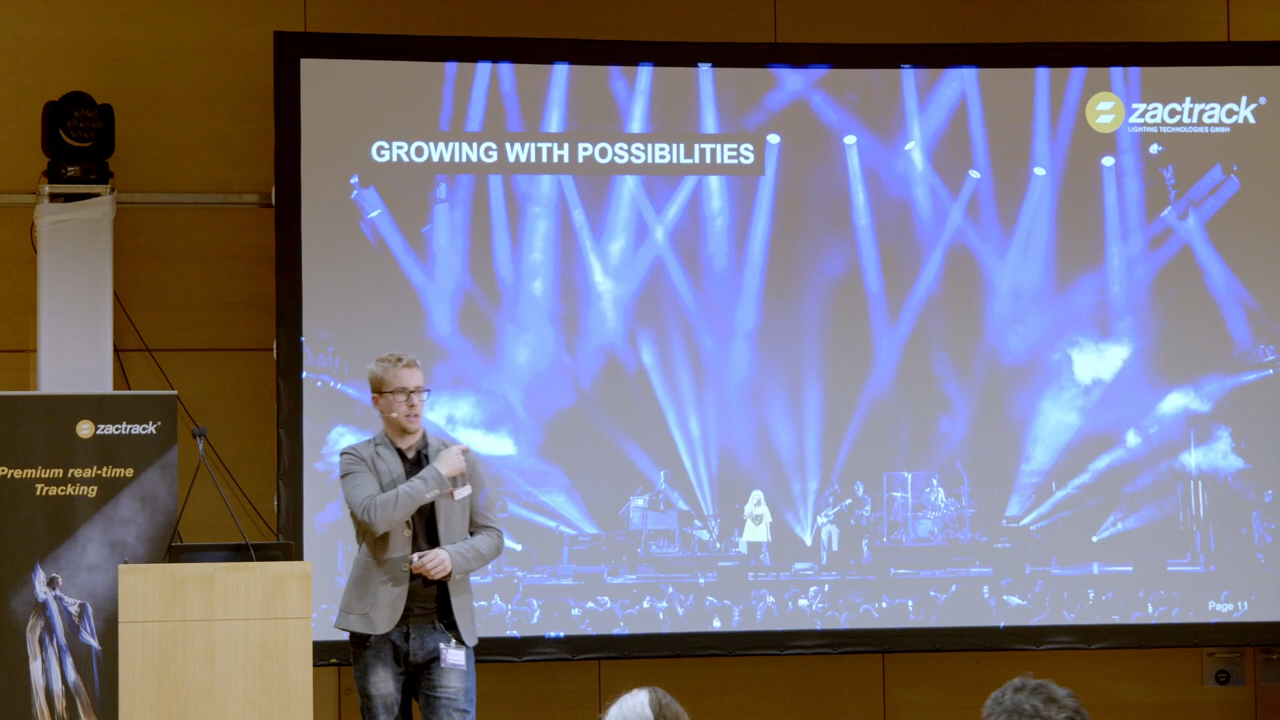 GROWING WITH POSSIBILITIES
zactrack®
LIGHTING TECHNOLOGIES GMBH
zactrack®
Premium real-time
Tracking
Page 11